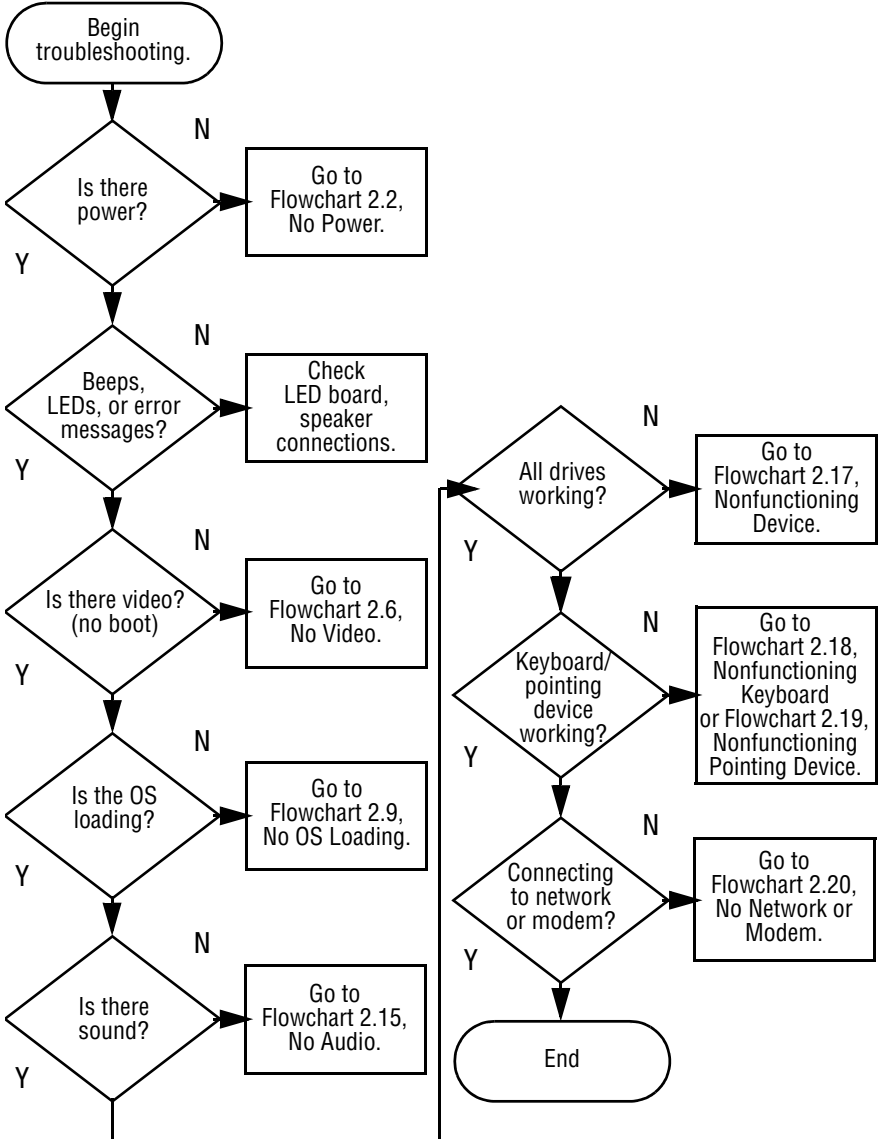 Begin
troubleshooting.
N
Is there
power?
Go to
Flowchart 2.2,
No Power.
Y
N
Beeps,
LEDs, or error
messages?
Check
LED board,
speaker
connections.
Y
N
Is there video?
(no boot)
Go to
Flowchart 2.6,
No Video.
Y
N
Is the OS
loading?
Go to
Flowchart 2.9,
No OS Loading.
Y
N
Is there
sound?
Go to
Flowchart 2.15,
No Audio.
Y
N
All drives
working?
Go to
Flowchart 2.17,
Nonfunctioning
Device.
Y
N
Keyboard/
pointing
device
working?
Go to
Flowchart 2.18,
Nonfunctioning
Keyboard
or Flowchart 2.19,
Nonfunctioning
Pointing Device.
Y
N
Connecting
to network
or modem?
Go to
Flowchart 2.20,
No Network or
Modem.
Y
End